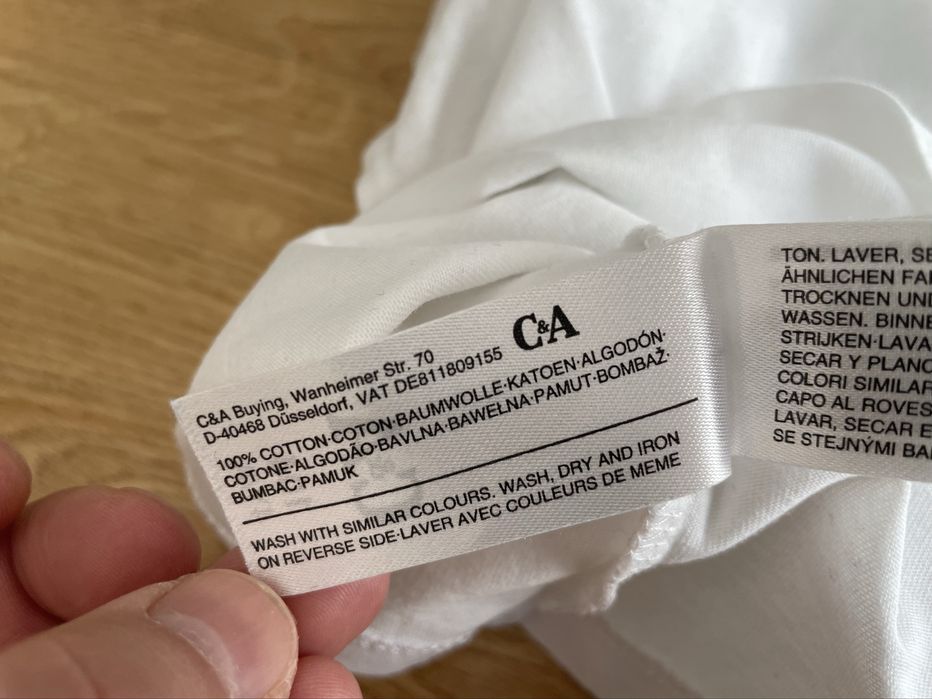 C&A
C&A Buying, Wanheimer Str. 70
D-40468 Düsseldorf, VAT DE811809155
100% COTTON·COTON·BAUMWOLLE·KATOEN·ALGODÓN·
COTONE·ALGODÃO·BAVLNA·BAWEŁNA·PAMUT·BOMBAŽ·
BUMBAC·PAMUK
WASH WITH SIMILAR COLOURS. WASH, DRY AND IRON
ON REVERSE SIDE·LAVER AVEC COULEURS DE MEME
TON. LAVER, SE
ÄHNLICHEN FA
TROCKNEN UN
WASSEN. BINNE
STRIJKEN·LAVA
SECAR Y PLANC
COLORI SIMILAR
CAPO AL ROVES
LAVAR, SECAR E
SE STEJNÝMI BA